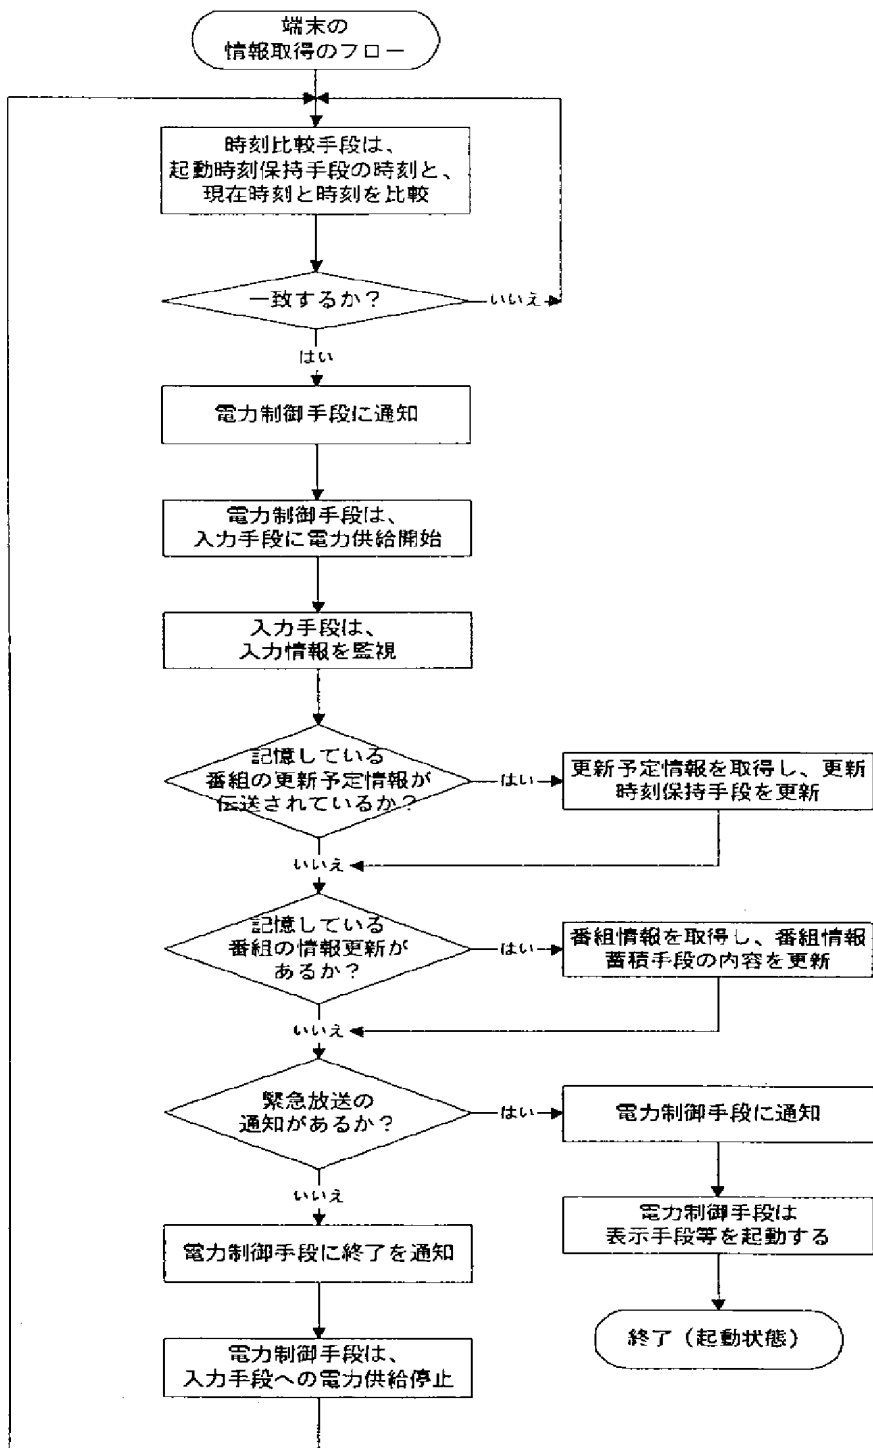 端末の
情報取得のフロー
時刻比較手段は、
起動時刻保持手段の時刻と、
現在時刻と時刻を比較
一致するか？
いいえ
はい
電力制御手段に通知
電力制御手段は、
入力手段に電力供給開始
入力手段は、
入力情報を監視
記憶している
番組の更新予定情報が
伝送されているか？
はい
更新予定情報を取得し、更新
時刻保持手段を更新
いいえ
記憶している
番組の情報更新が
あるか？
はい
番組情報を取得し、番組情報
蓄積手段の内容を更新
いいえ
緊急放送の
通知があるか？
はい
電力制御手段に通知
いいえ
電力制御手段は
表示手段等を起動する
電力制御手段に終了を通知
終了（起動状態）
電力制御手段は、
入力手段への電力供給停止